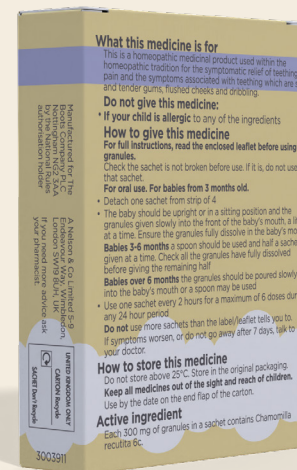 What this medicine is for
This is a homeopathic medicinal product used within the
homeopathic tradition for the symptomatic relief of teething
pain and the symptoms associated with teething which are
and tender gums, flushed cheeks and dribbling.
Do not give this medicine:
• If your child is allergic to any of the ingredients
How to give this medicine
For full instructions, read the enclosed leaflet before using
granules.
Check the sachet is not broken before use. If it is, do not use
that sachet.
For oral use. For babies from 3 months old.
• Detach one sachet from strip of 4
• The baby should be upright or in a sitting position and the
granules given slowly into the front of the baby's mouth, a
at a time. Ensure the granules fully dissolve in the baby's
Babies 3-6 months a spoon should be used and half a
given at a time. Check all the granules have fully dissolved
before giving the remaining half
Babies over 6 months the granules should be poured slowly
into the baby's mouth or a spoon may be used
• Use one sachet every 2 hours for a maximum of 6 doses
any 24 hour period
Do not use more sachets than the label/leaflet tells you to.
If symptoms worsen, or do not go away after 7 days, talk to
your doctor.
How to store this medicine
Do not store above 25°C. Store in the original packaging.
Keep all medicines out of the sight and reach of children.
Use by the date on the end flap of the carton.
Active ingredient
Each 300 mg of granules in a sachet contains Chamomilla
recutita 6c.
Manufactured for The
Boots Company PLC
Nottingham NG2 3AA
by the National Rules
authorisation holder
A Nelson & Co. Limited 5-9
Endeavour Way, Wimbledon,
London SW19 8UH, UK.
If you need more advice ask
your pharmacist.
UNITED KINGDOM ONLY
CARTON Recycle
SACHET Don't Recycle
3003911